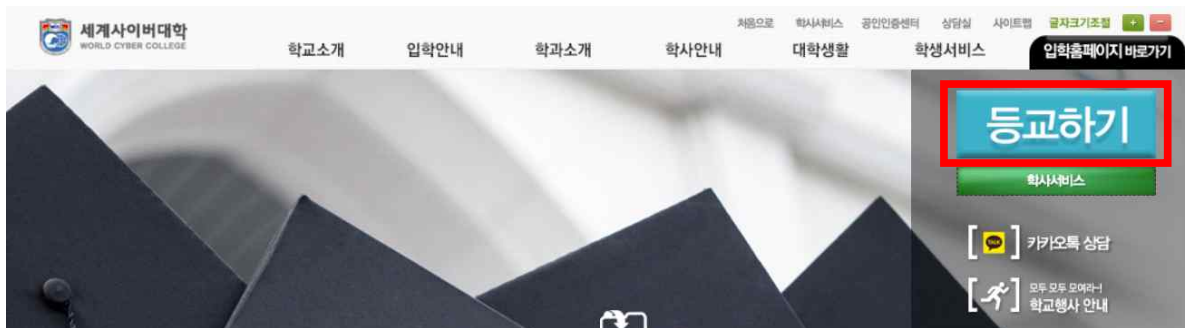 처음으로 학사서비스 공인인증센터 상담실 사이트맵 글자크기조절 + -
세계사이버대학
WORLD CYBER COLLEGE
학교소개 입학안내 학과소개 학사안내 대학생활 학생서비스 입학홈페이지 바로가기
등교하기
학사서비스
[TALK] 카카오톡 상담
모두 모두 모여라~!
학교행사 안내